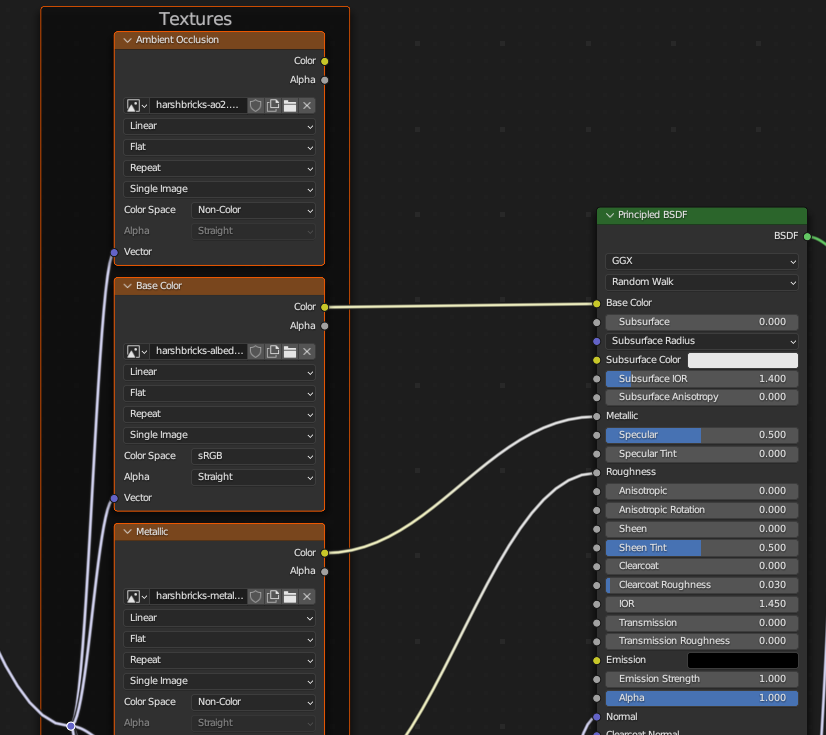 Textures
Ambient Occlusion
Color
Alpha
harshbricks-ao2....
Linear
Flat
Repeat
Single Image
Color Space Non-Color
Alpha Straight
Vector
Base Color
Color
Alpha
harshbricks-albed...
Linear
Flat
Repeat
Single Image
Color Space sRGB
Alpha Straight
Vector
Metallic
Color
Alpha
harshbricks-metal...
Linear
Flat
Repeat
Single Image
Color Space Non-Color
Alpha Straight
Principled BSDF
BSDF
GGX
Random Walk
Base Color
Subsurface 0.000
Subsurface Radius
Subsurface Color
Subsurface IOR 1.400
Subsurface Anisotropy 0.000
Metallic
Specular 0.500
Specular Tint 0.000
Roughness
Anisotropic 0.000
Anisotropic Rotation 0.000
Sheen 0.000
Sheen Tint 0.500
Clearcoat 0.000
Clearcoat Roughness 0.030
IOR 1.450
Transmission 0.000
Transmission Roughness 0.000
Emission
Emission Strength 1.000
Alpha 1.000
Normal
Clearcoat Normal